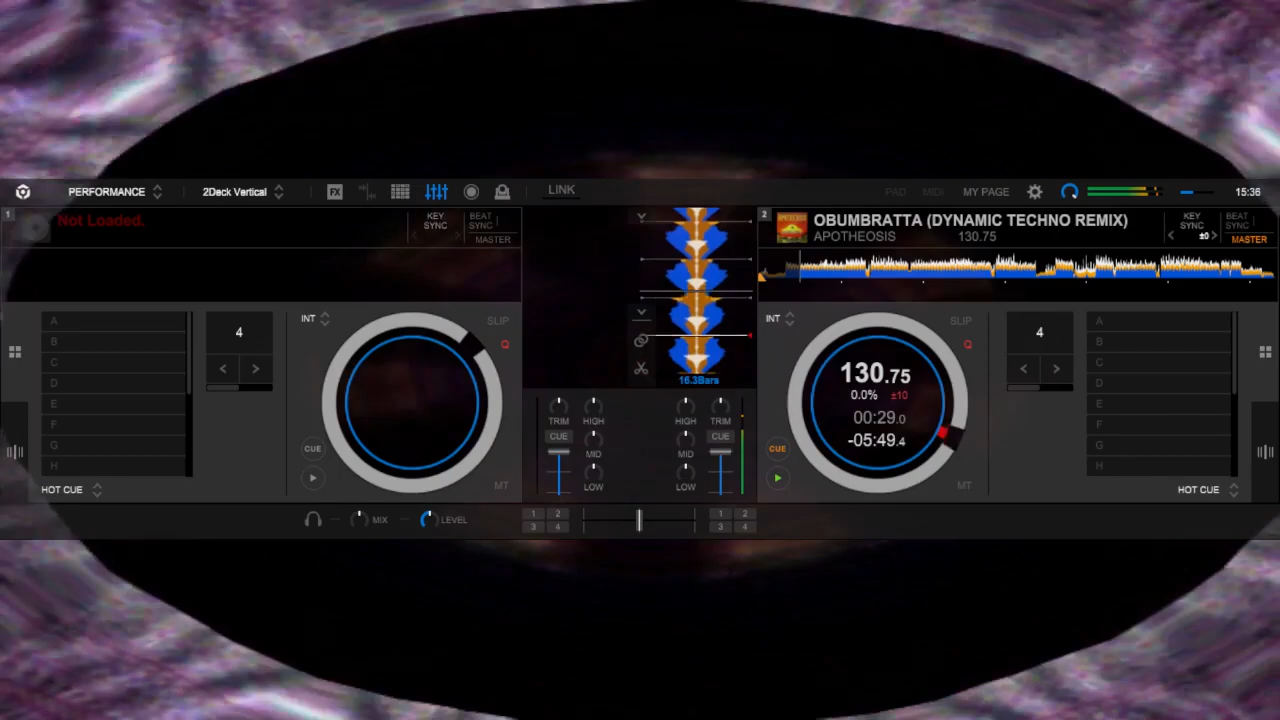 PERFORMANCE 2Deck Vertical FX LINK PAD MIDI MY PAGE 15:36
1 Not Loaded. KEY SYNC BEAT SYNC MASTER
2 OBUMBRATTA (DYNAMIC TECHNO REMIX) KEY SYNC ±0 BEAT SYNC MASTER
APOTHEOSIS 130.75
INT SLIP Q
A
B
C
D
E
F
G
H
4
CUE
MT
HOT CUE
16.3Bars
TRIM HIGH HIGH TRIM
CUE MID MID CUE
LOW LOW
INT SLIP Q
130.75
0.0% ±10
00:29.0
-05:49.4
CUE
MT
4
A
B
C
D
E
F
G
H
HOT CUE
MIX LEVEL
1 2 1 2
3 4 3 4